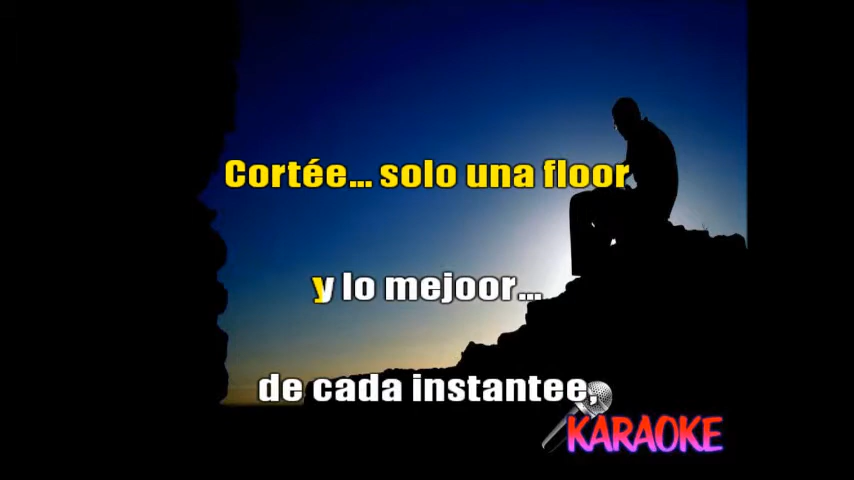 Cortée... solo una floor
y lo mejoor...
de cada instantee,
KARAOKE